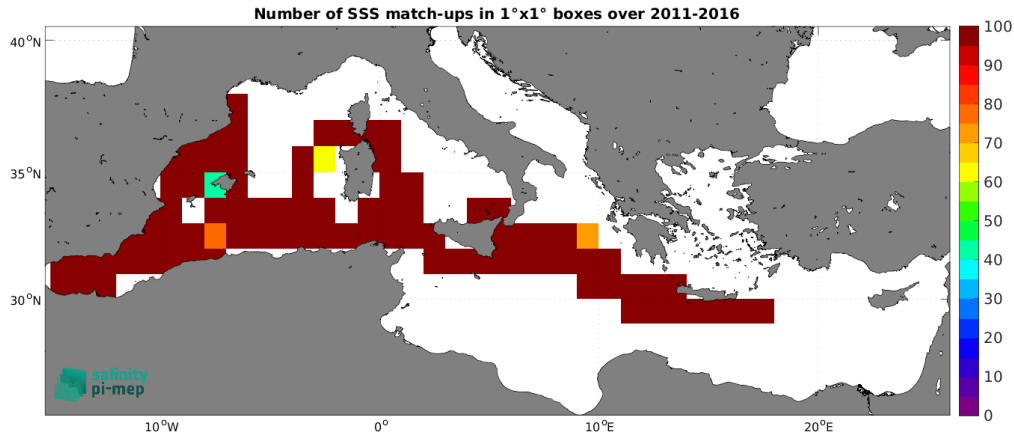 Number of SSS match-ups in 1°x1° boxes over 2011-2016
40°N
35°N
30°N
10°W
0°
10°E
20°E
100
90
80
70
60
50
40
30
20
10
0
salinity
pi-mep